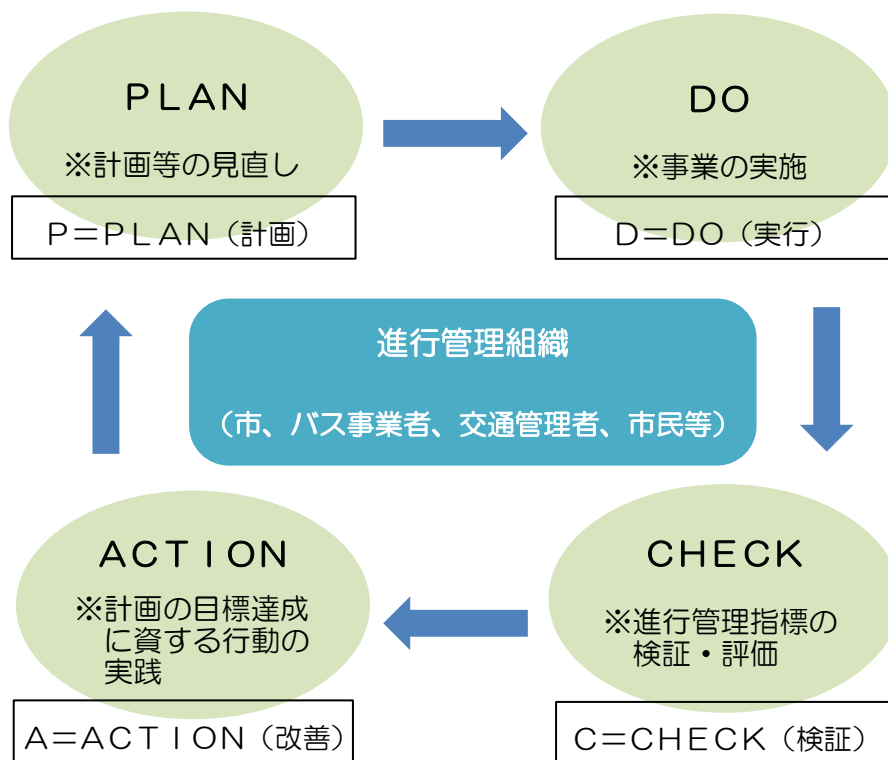 PLAN
※計画等の見直し
P=PLAN(計画)
DO
※事業の実施
D=DO(実行)
進行管理組織
(市、バス事業者、交通管理者、市民等)
ACTION
※計画の目標達成
に資する行動の
実践
A=ACTION(改善)
CHECK
※進行管理指標の
検証・評価
C=CHECK(検証)